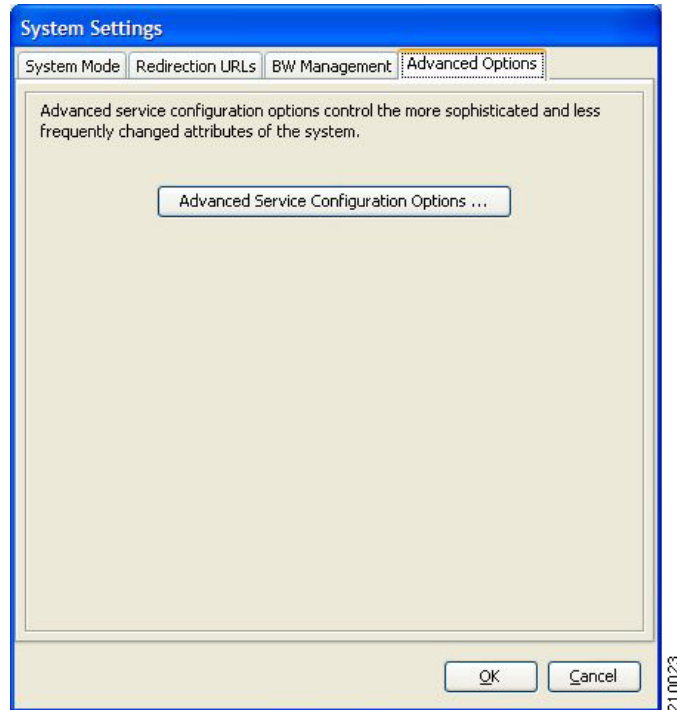 System Settings
System Mode Redirection URLs BW Management Advanced Options
Advanced service configuration options control the more sophisticated and less
frequently changed attributes of the system.
Advanced Service Configuration Options ...
OK Cancel
210023